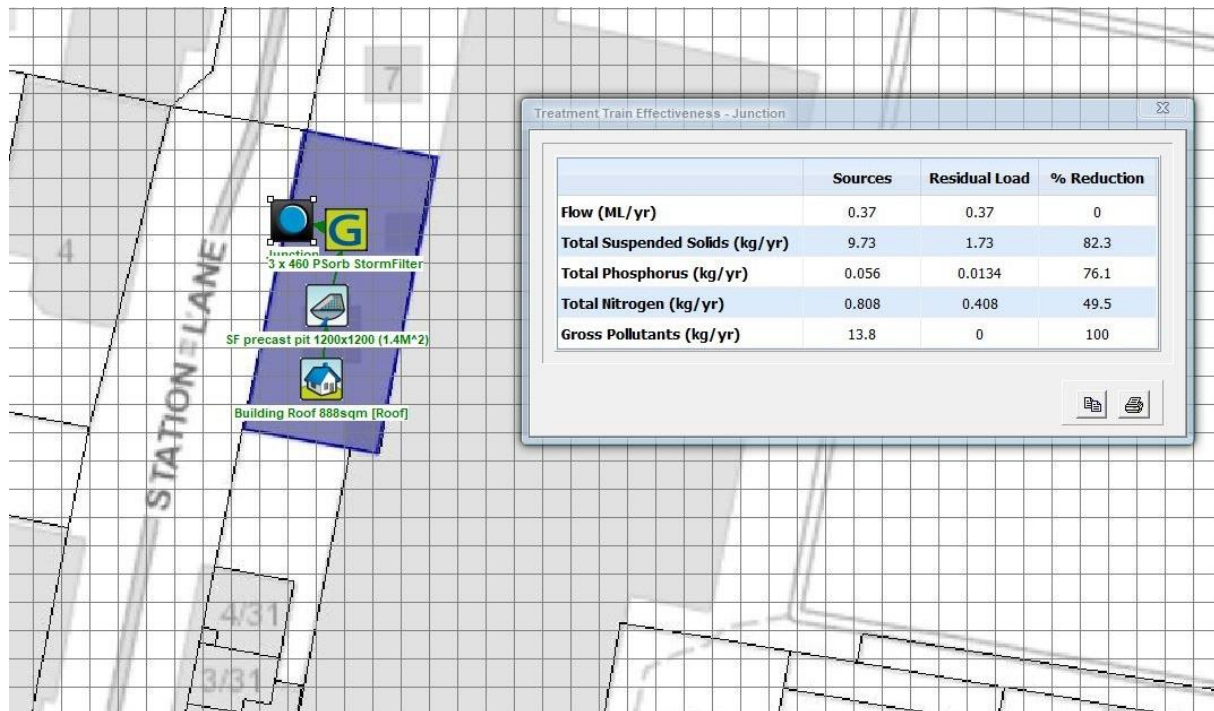 7
4
STATION LANE
Junction
3 x 460 PSorb StormFilter
SF precast pit 1200x1200 (1.4M^2)
Building Roof 888sqm [Roof]
4/31
3/31
Treatment Train Effectiveness - Junction
Sources Residual Load % Reduction
Flow (ML/yr) 0.37 0.37 0
Total Suspended Solids (kg/yr) 9.73 1.73 82.3
Total Phosphorus (kg/yr) 0.056 0.0134 76.1
Total Nitrogen (kg/yr) 0.808 0.408 49.5
Gross Pollutants (kg/yr) 13.8 0 100